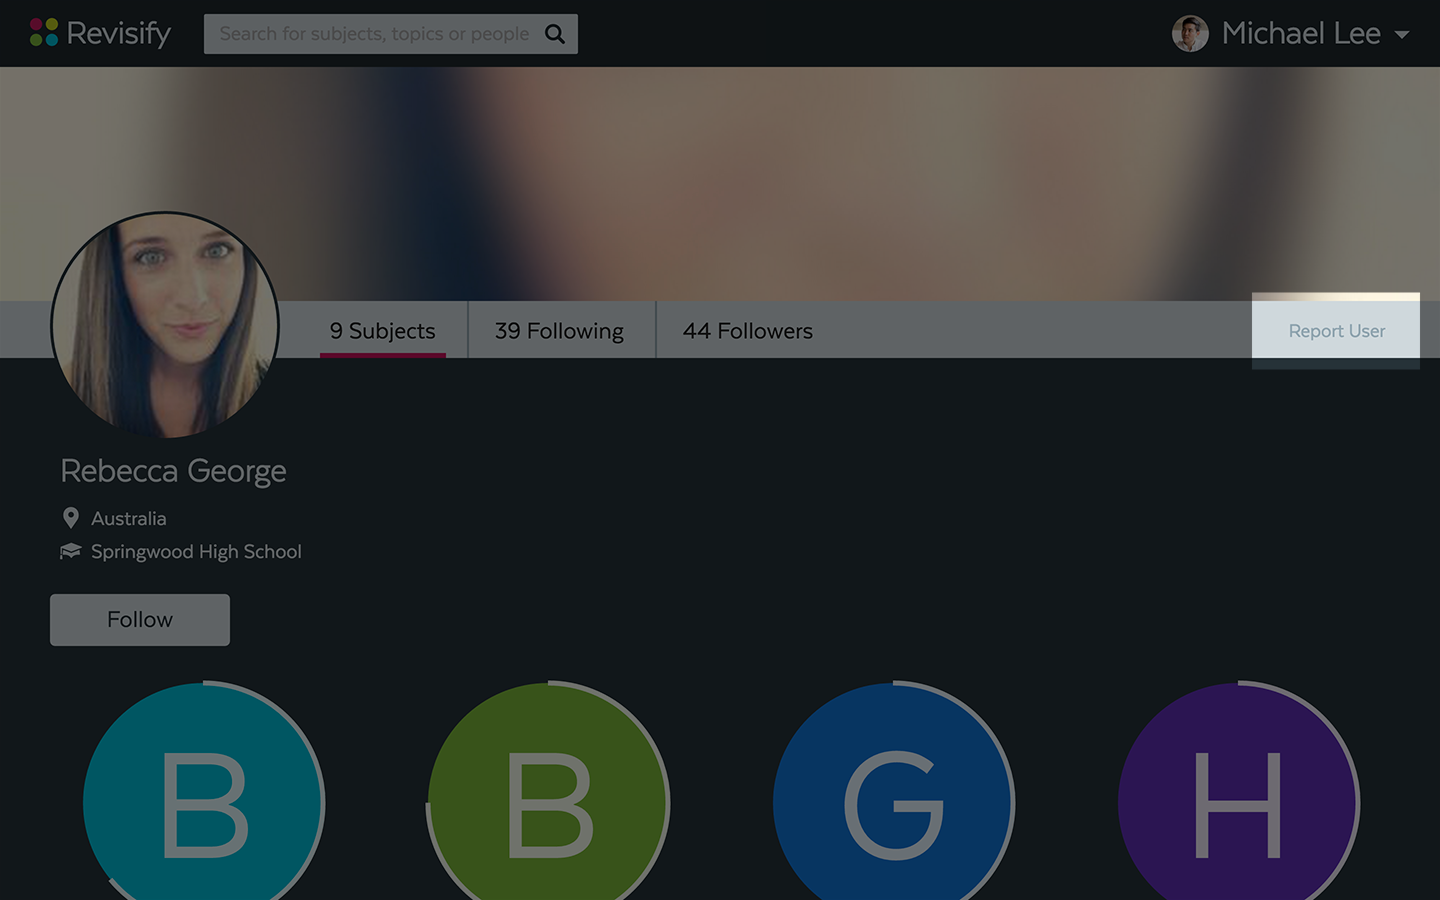 Revisify
Search for subjects, topics or people
Michael Lee
9 Subjects
39 Following
44 Followers
Report User
Rebecca George
Australia
Springwood High School
Follow
B
B
G
H